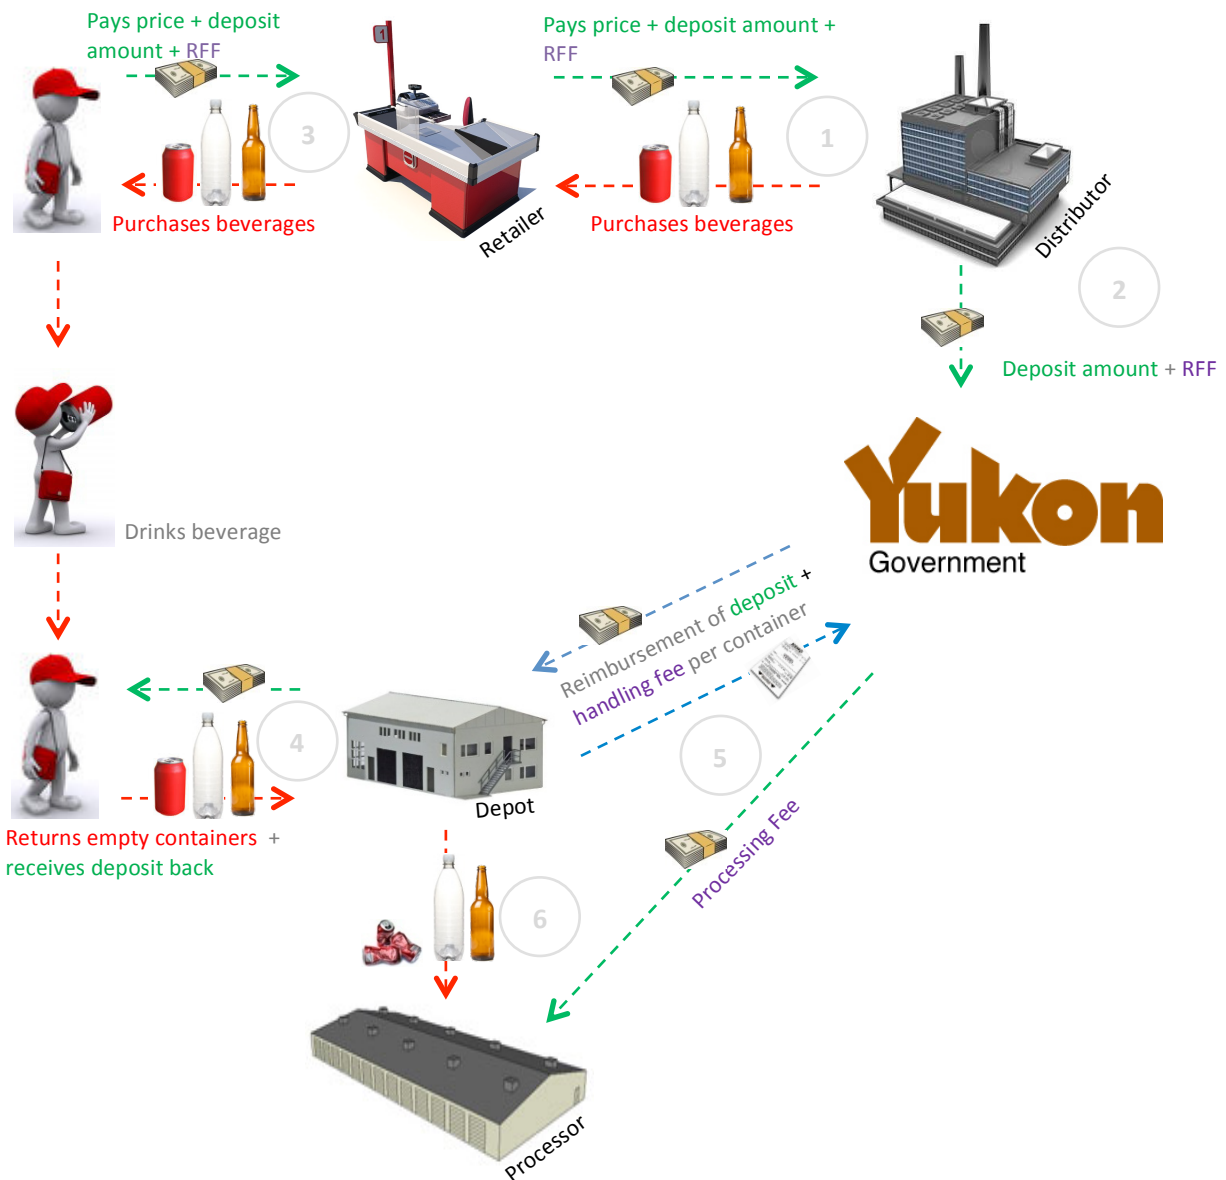 Pays price + deposit
amount + RFF
Pays price + deposit amount +
RFF
1
3
1
Purchases beverages
Retailer
Purchases beverages
Distributor
2
Deposit amount + RFF
Yukon
Government
Drinks beverage
Reimbursement of deposit +
handling fee per container
4
5
Depot
Returns empty containers +
receives deposit back
Processing Fee
6
Processor